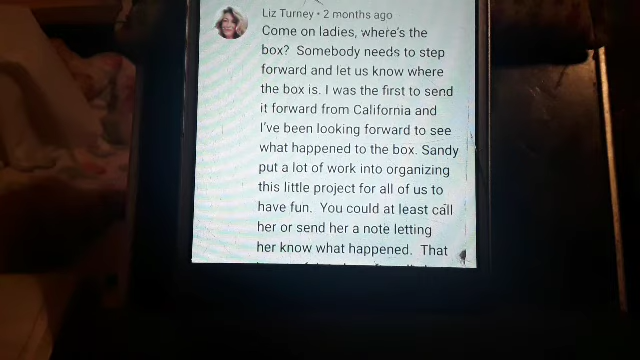 Liz Turney • 2 months ago
Come on ladies, where's the
box? Somebody needs to step
forward and let us know where
the box is. I was the first to send
it forward from California and
I've been looking forward to see
what happened to the box. Sandy
put a lot of work into organizing
this little project for all of us to
have fun. You could at least call
her or send her a note letting
her know what happened. That